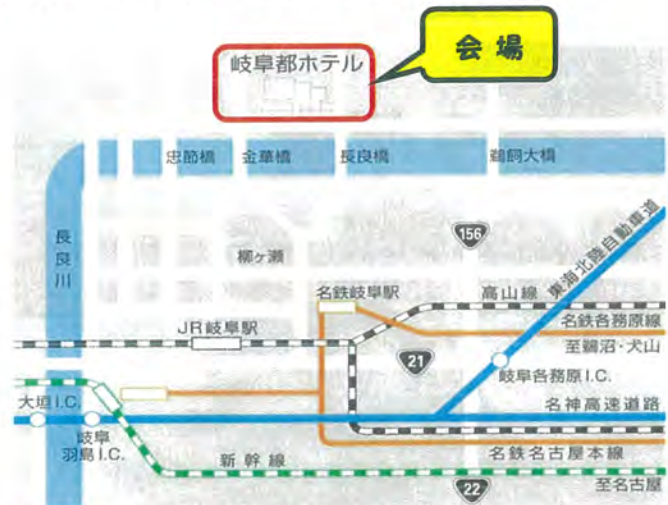 会場
岐阜都ホテル
忠節橋
金華橋
長良橋
鵜飼大橋
長良川
156
東海北陸自動車道
柳ヶ瀬
名鉄岐阜駅
高山線
JR岐阜駅
名鉄各務原線
至鵜沼・犬山
21
岐阜各務原I.C.
大垣I.C.
名神高速道路
岐阜
羽島I.C.
新幹線
名鉄名古屋本線
至名古屋
22